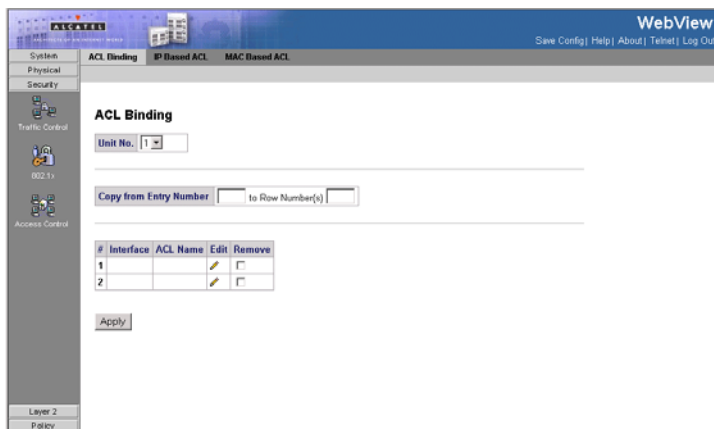 ALCATEL
WebView
Save Config| Help| About| Telnet| Log Out
System
Physical
Security
Traffic Control
802.1x
Access Control
Layer 2
Policy
ACL Binding IP Based ACL MAC Based ACL
ACL Binding
Unit No. 1
Copy from Entry Number to Row Number(s)
# Interface ACL Name Edit Remove
1
2
Apply